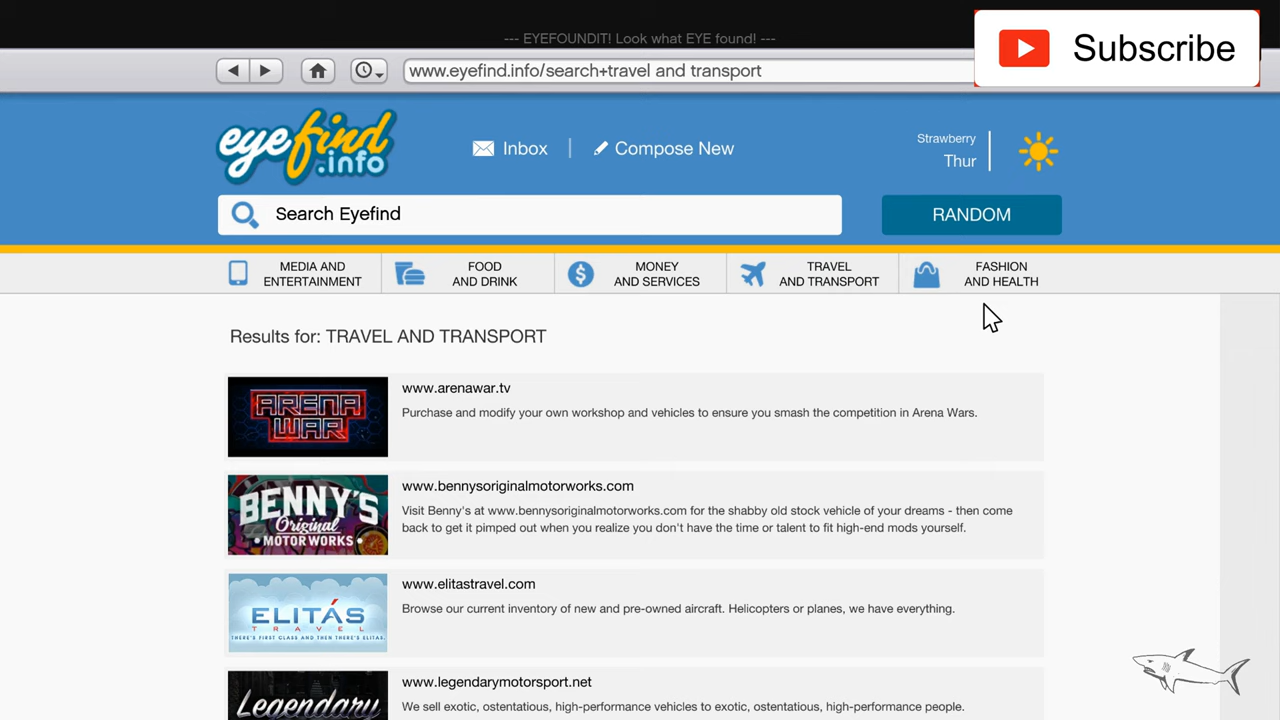 --- EYEFOUNDIT! Look what EYE found! ---
Subscribe
www.eyefind.info/search+travel and transport
eyefind
.info
Inbox
Compose New
Strawberry
Thur
Search Eyefind
RANDOM
MEDIA AND
ENTERTAINMENT
FOOD
AND DRINK
MONEY
AND SERVICES
TRAVEL
AND TRANSPORT
FASHION
AND HEALTH
Results for: TRAVEL AND TRANSPORT
ARENA
WAR
www.arenawar.tv
Purchase and modify your own workshop and vehicles to ensure you smash the competition in Arena Wars.
BENNY'S
Original
MOTOR WORKS
www.bennysoriginalmotorworks.com
Visit Benny's at www.bennysoriginalmotorworks.com for the shabby old stock vehicle of your dreams - then come
back to get it pimped out when you realize you don't have the time or talent to fit high-end mods yourself.
ELITÁS
TRAVEL
THERE'S FIRST CLASS AND THEN THERE'S ELITAS.
www.elitastravel.com
Browse our current inventory of new and pre-owned aircraft. Helicopters or planes, we have everything.
Legendary
www.legendarymotorsport.net
We sell exotic, ostentatious, high-performance vehicles to exotic, ostentatious, high-performance people.